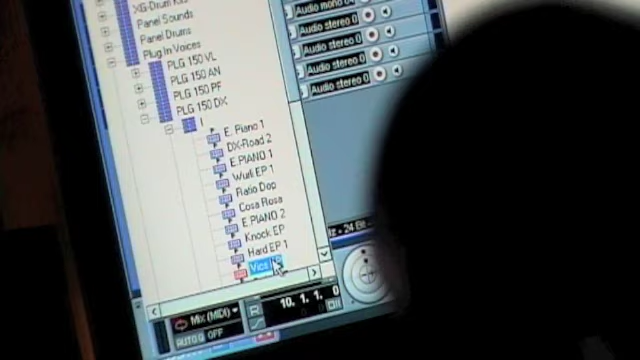 XG-Drum Kits
Panel Sounds
Panel Drums
Plug In Voices
PLG 150 VL
PLG 150 AN
PLG 150 PF
PLG 150 DX
E. Piano 1
DX-Road 2
E.PIANO 1
Wurli EP 1
Ratio Dop
Cosa Rosa
E.PIANO 2
Knock EP
Hard EP 1
Audio mono 0
Audio stereo 0
Audio stereo 0
Audio stereo 0
Audio stereo 0
- 24 Bit -
Mix (MIDI)
AUTO Q OFF
10. 1. 1. 0